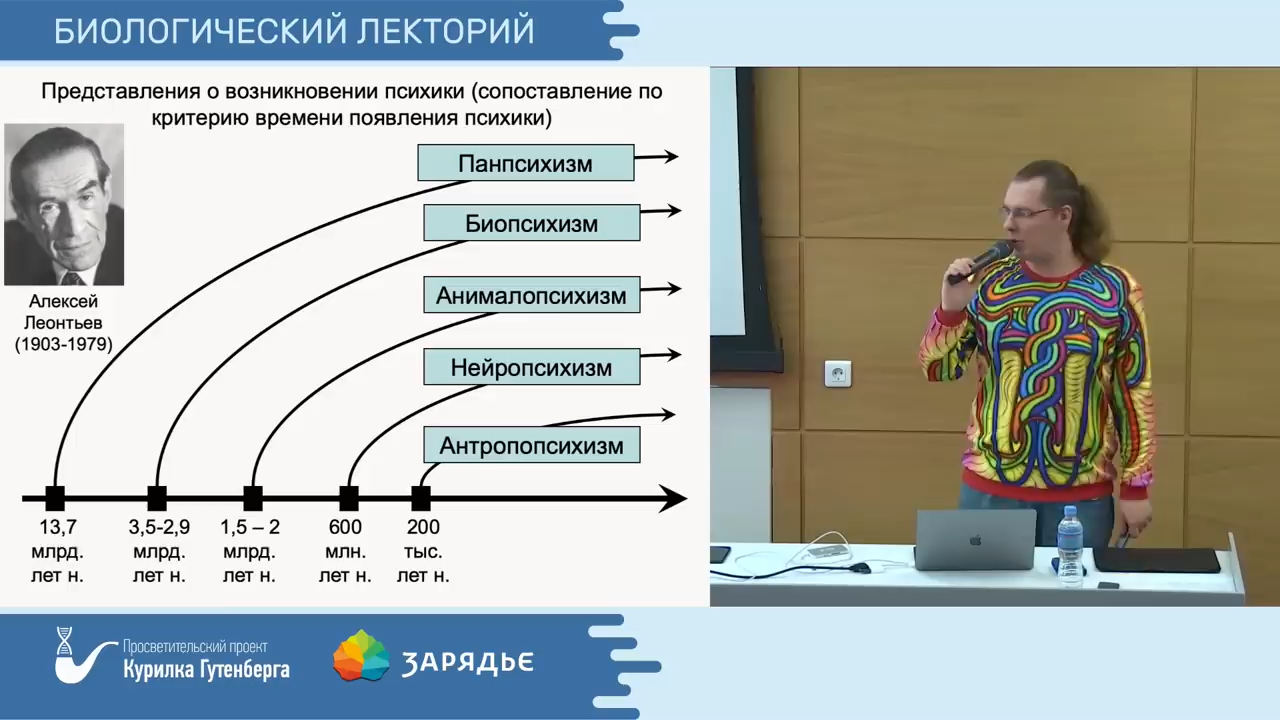 БИОЛОГИЧЕСКИЙ ЛЕКТОРИЙ
Представления о возникновении психики (сопоставление по
критерию времени появления психики)
Алексей
Леонтьев
(1903-1979)
Панпсихизм
Биопсихизм
Анималопсихизм
Нейропсихизм
Антропопсихизм
13,7
млрд.
лет н.
3,5-2,9
млрд.
лет н.
1,5 – 2
млрд.
лет н.
600
млн.
лет н.
200
тыс.
лет н.
Просветительский проект
Курилка Гутенберга
ЗАРЯДЬЕ